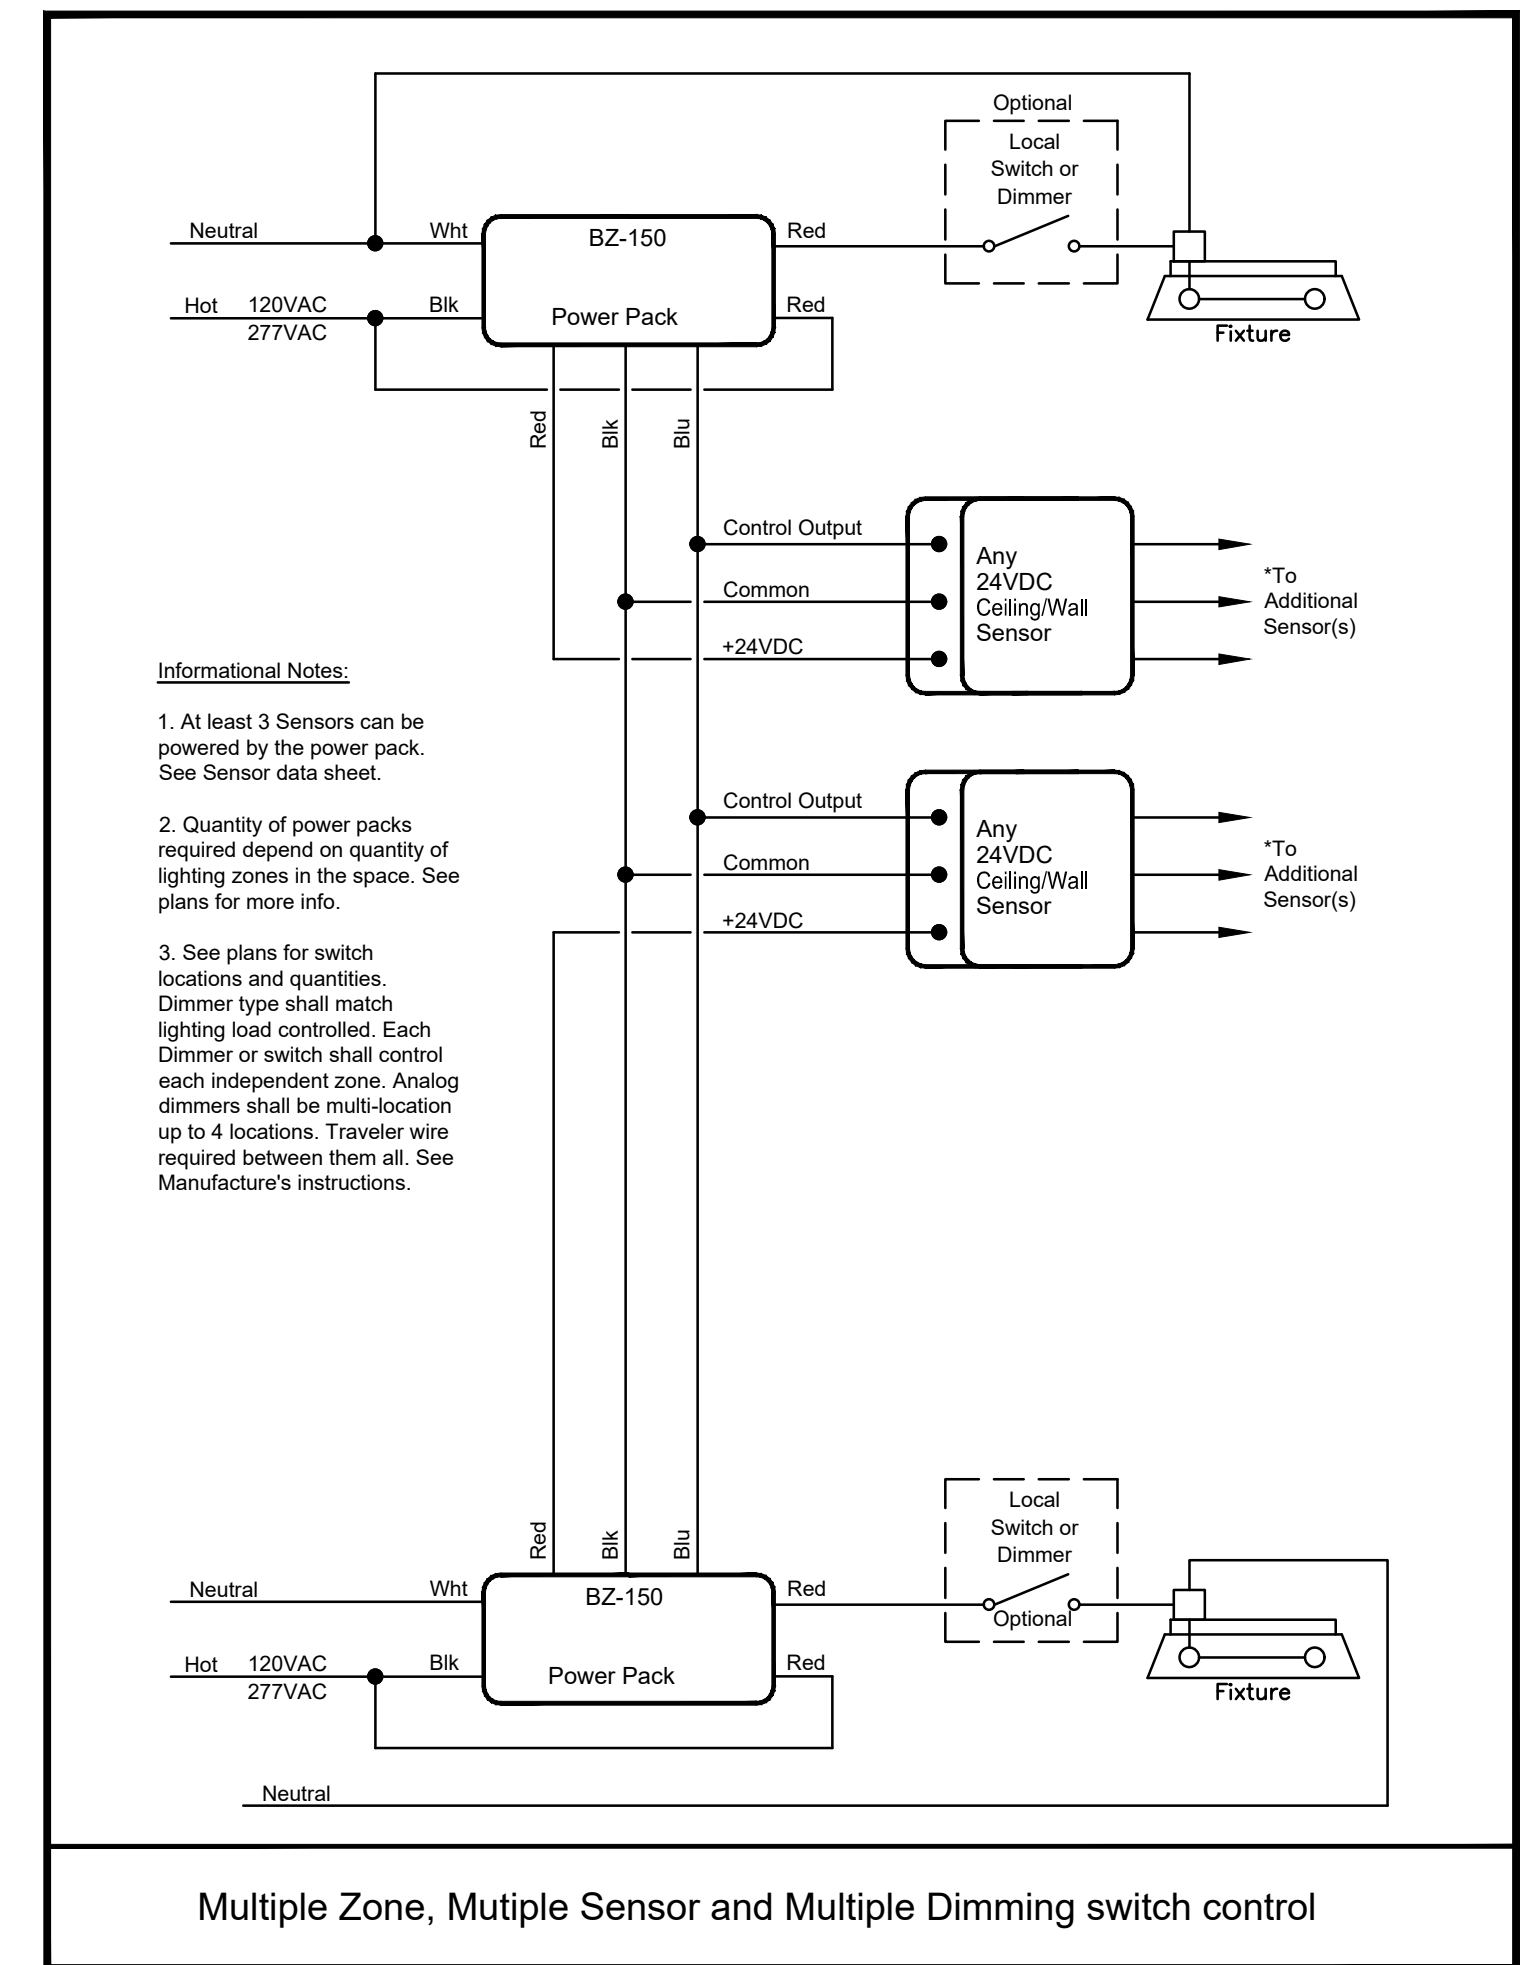 Optional
Local
Switch or
Dimmer
Neutral
Wht
BZ-150
Red
Hot
120VAC
277VAC
Blk
Power Pack
Red
Fixture
Red
Blk
Blu
Control Output
Common
+24VDC
Any
24VDC
Ceiling/Wall
Sensor
*To
Additional
Sensor(s)
Informational Notes:
1. At least 3 Sensors can be
powered by the power pack.
See Sensor data sheet.
2. Quantity of power packs
required depend on quantity of
lighting zones in the space. See
plans for more info.
3. See plans for switch
locations and quantities.
Dimmer type shall match
lighting load controlled. Each
Dimmer or switch shall control
each independent zone. Analog
dimmers shall be multi-location
up to 4 locations. Traveler wire
required between them all. See
Manufacture's instructions.
Control Output
Common
+24VDC
Any
24VDC
Ceiling/Wall
Sensor
*To
Additional
Sensor(s)
Red
Blk
Blu
Local
Switch or
Dimmer
Optional
Neutral
Wht
BZ-150
Red
Hot
120VAC
277VAC
Blk
Power Pack
Red
Fixture
Neutral
Multiple Zone, Mutiple Sensor and Multiple Dimming switch control